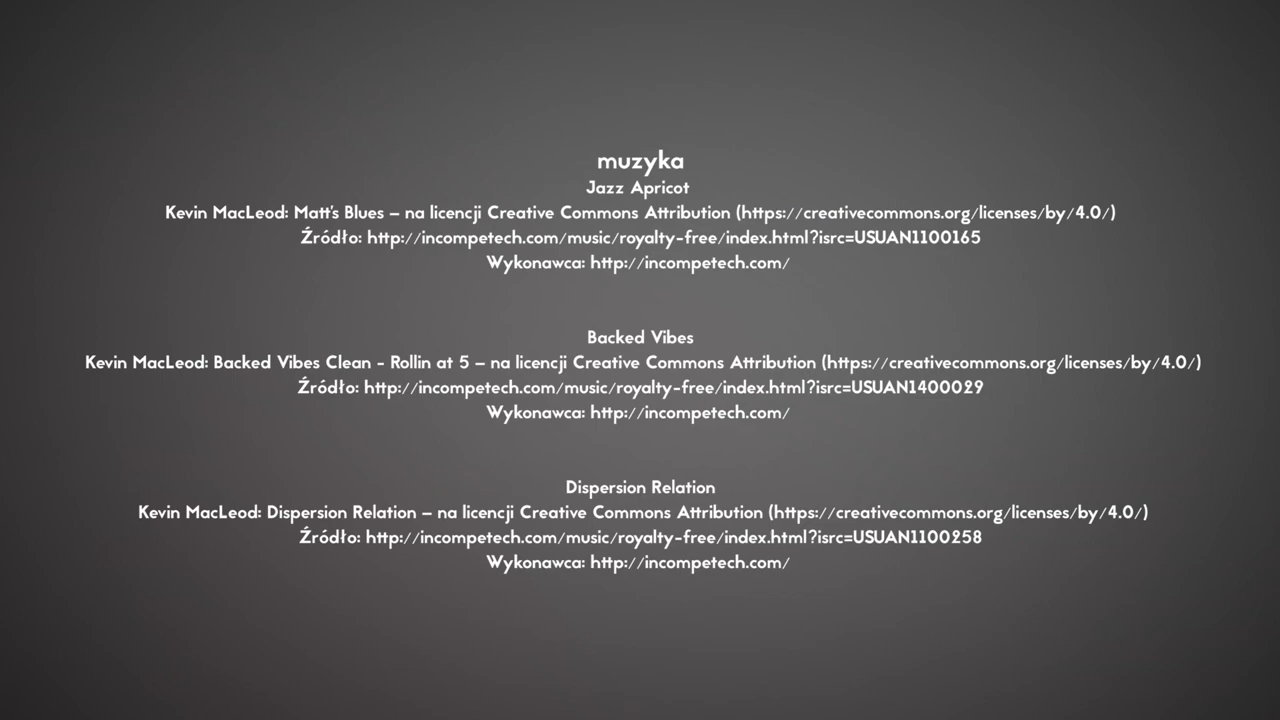 muzyka
Jazz Apricot
Kevin MacLeod: Matt's Blues – na licencji Creative Commons Attribution (https://creativecommons.org/licenses/by/4.0/)
Źródło: http://incompetech.com/music/royalty-free/index.html?isrc=USUAN1100165
Wykonawca: http://incompetech.com/
Backed Vibes
Kevin MacLeod: Backed Vibes Clean - Rollin at 5 – na licencji Creative Commons Attribution (https://creativecommons.org/licenses/by/4.0/)
Źródło: http://incompetech.com/music/royalty-free/index.html?isrc=USUAN1400029
Wykonawca: http://incompetech.com/
Dispersion Relation
Kevin MacLeod: Dispersion Relation – na licencji Creative Commons Attribution (https://creativecommons.org/licenses/by/4.0/)
Źródło: http://incompetech.com/music/royalty-free/index.html?isrc=USUAN1100258
Wykonawca: http://incompetech.com/